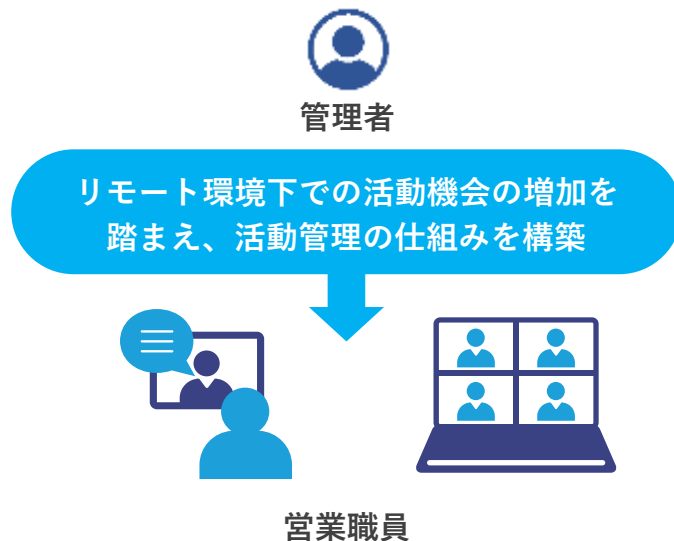 管理者
リモート環境下での活動機会の増加を
踏まえ、活動管理の仕組みを構築
営業職員